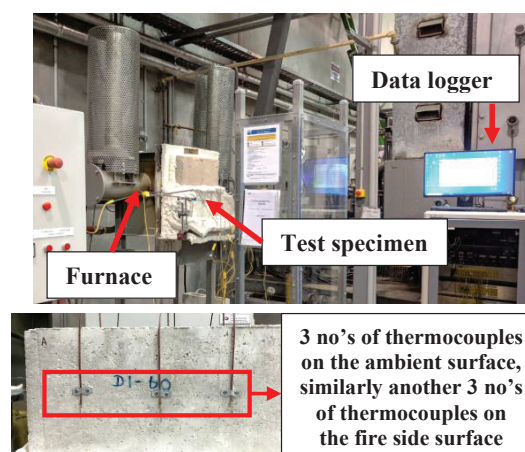 Data logger
Test specimen
Furnace
A
D1-60
3 no's of thermocouples
on the ambient surface,
similarly another 3 no's
of thermocouples on
the fire side surface